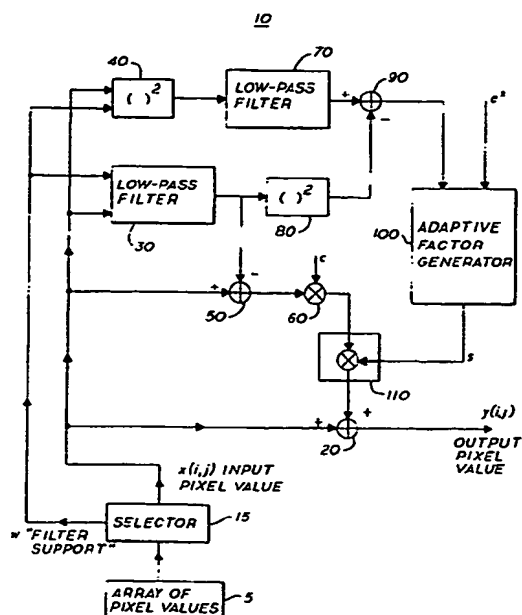 10
40
70
( )²
LOW-PASS
FILTER
+
90
-
c²
LOW-PASS
FILTER
30
( )²
80
100
ADAPTIVE
FACTOR
GENERATOR
-
c
+
50
60
s
110
+
+
20
y(i,j)
OUTPUT
PIXEL
VALUE
x(i,j) INPUT
PIXEL VALUE
SELECTOR
15
w "FILTER
SUPPORT"
ARRAY OF
PIXEL VALUES
5